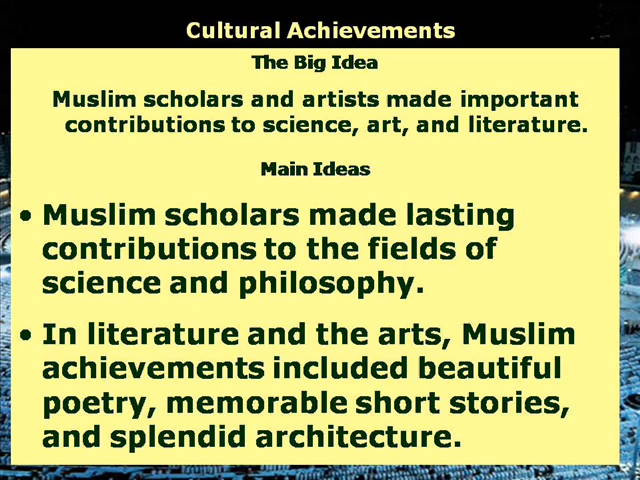 Cultural Achievements
The Big Idea
Muslim scholars and artists made important
contributions to science, art, and literature.
Main Ideas
• Muslim scholars made lasting
contributions to the fields of
science and philosophy.
• In literature and the arts, Muslim
achievements included beautiful
poetry, memorable short stories,
and splendid architecture.